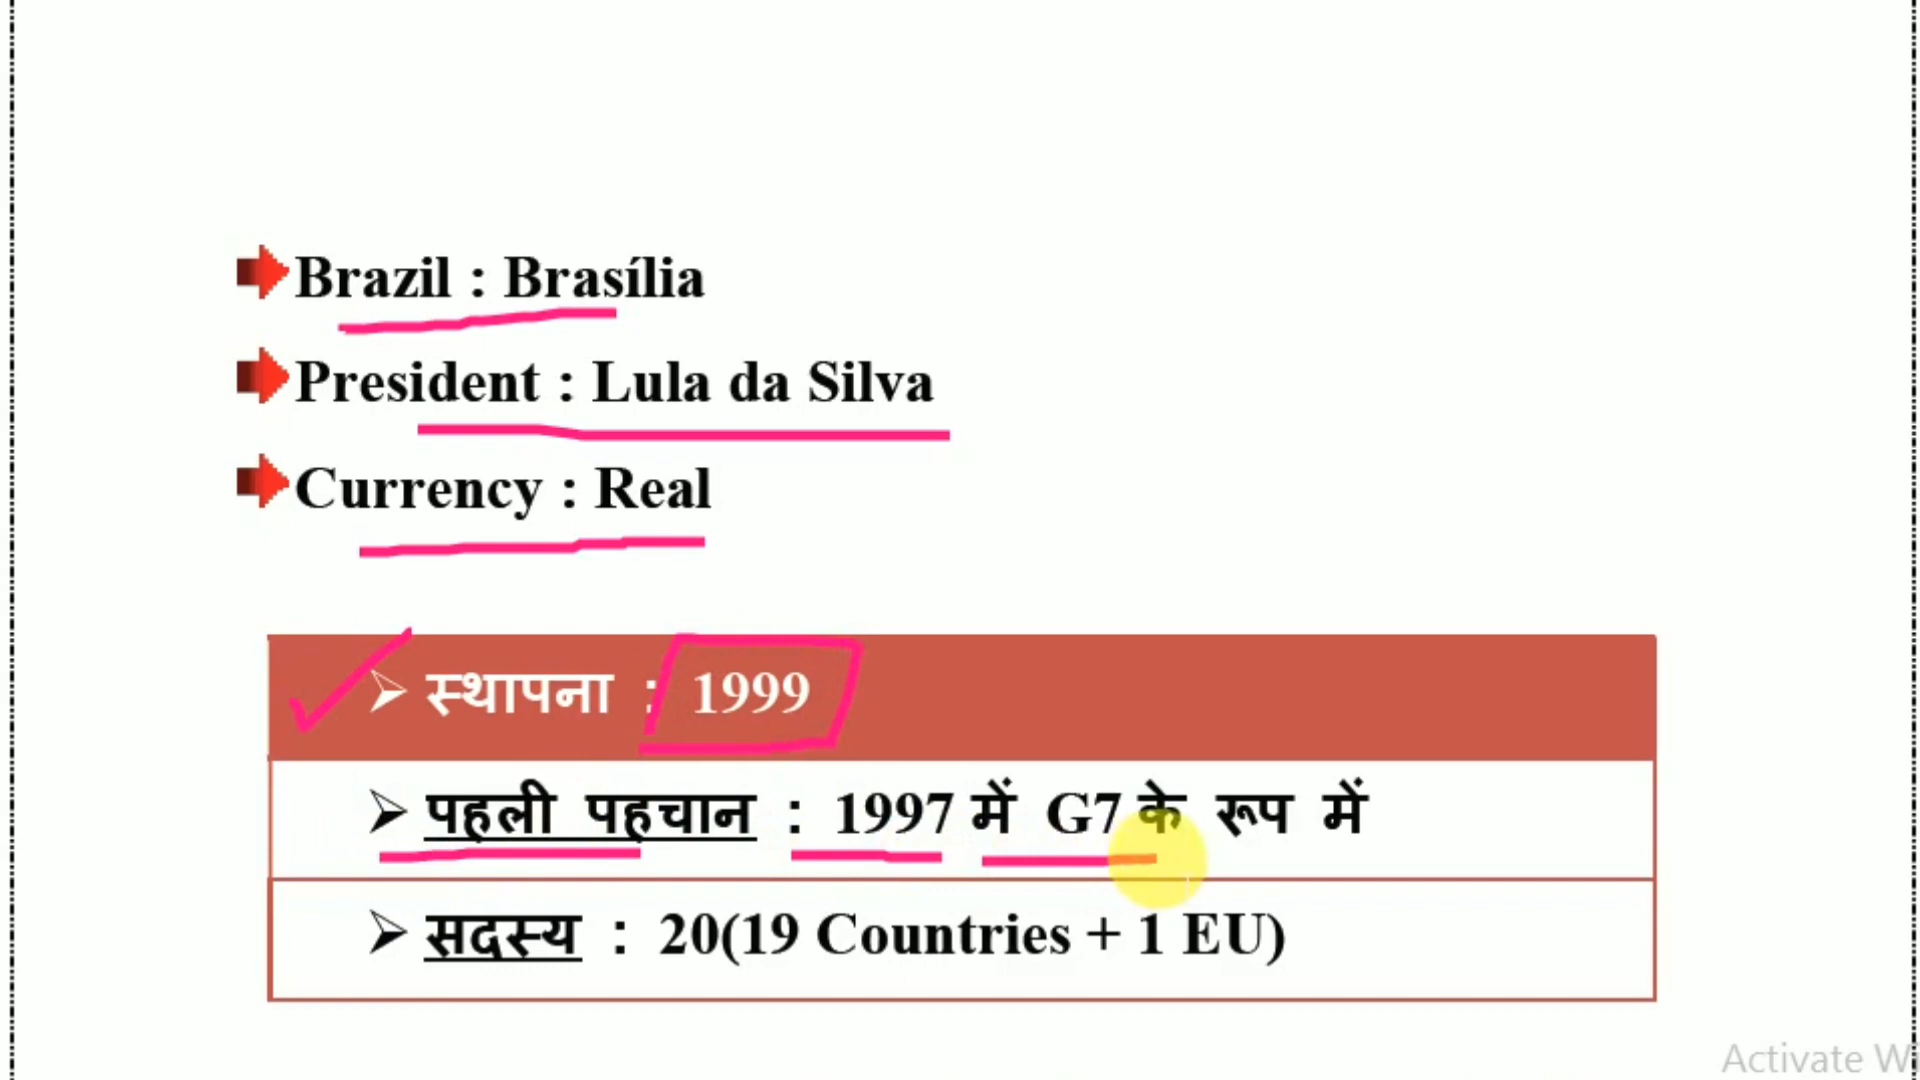 Brazil : Brasília
President : Lula da Silva
Currency : Real
स्थापना : 1999
पहली पहचान : 1997 में G7 के रूप में
सदस्य : 20(19 Countries + 1 EU)
Activate Wi